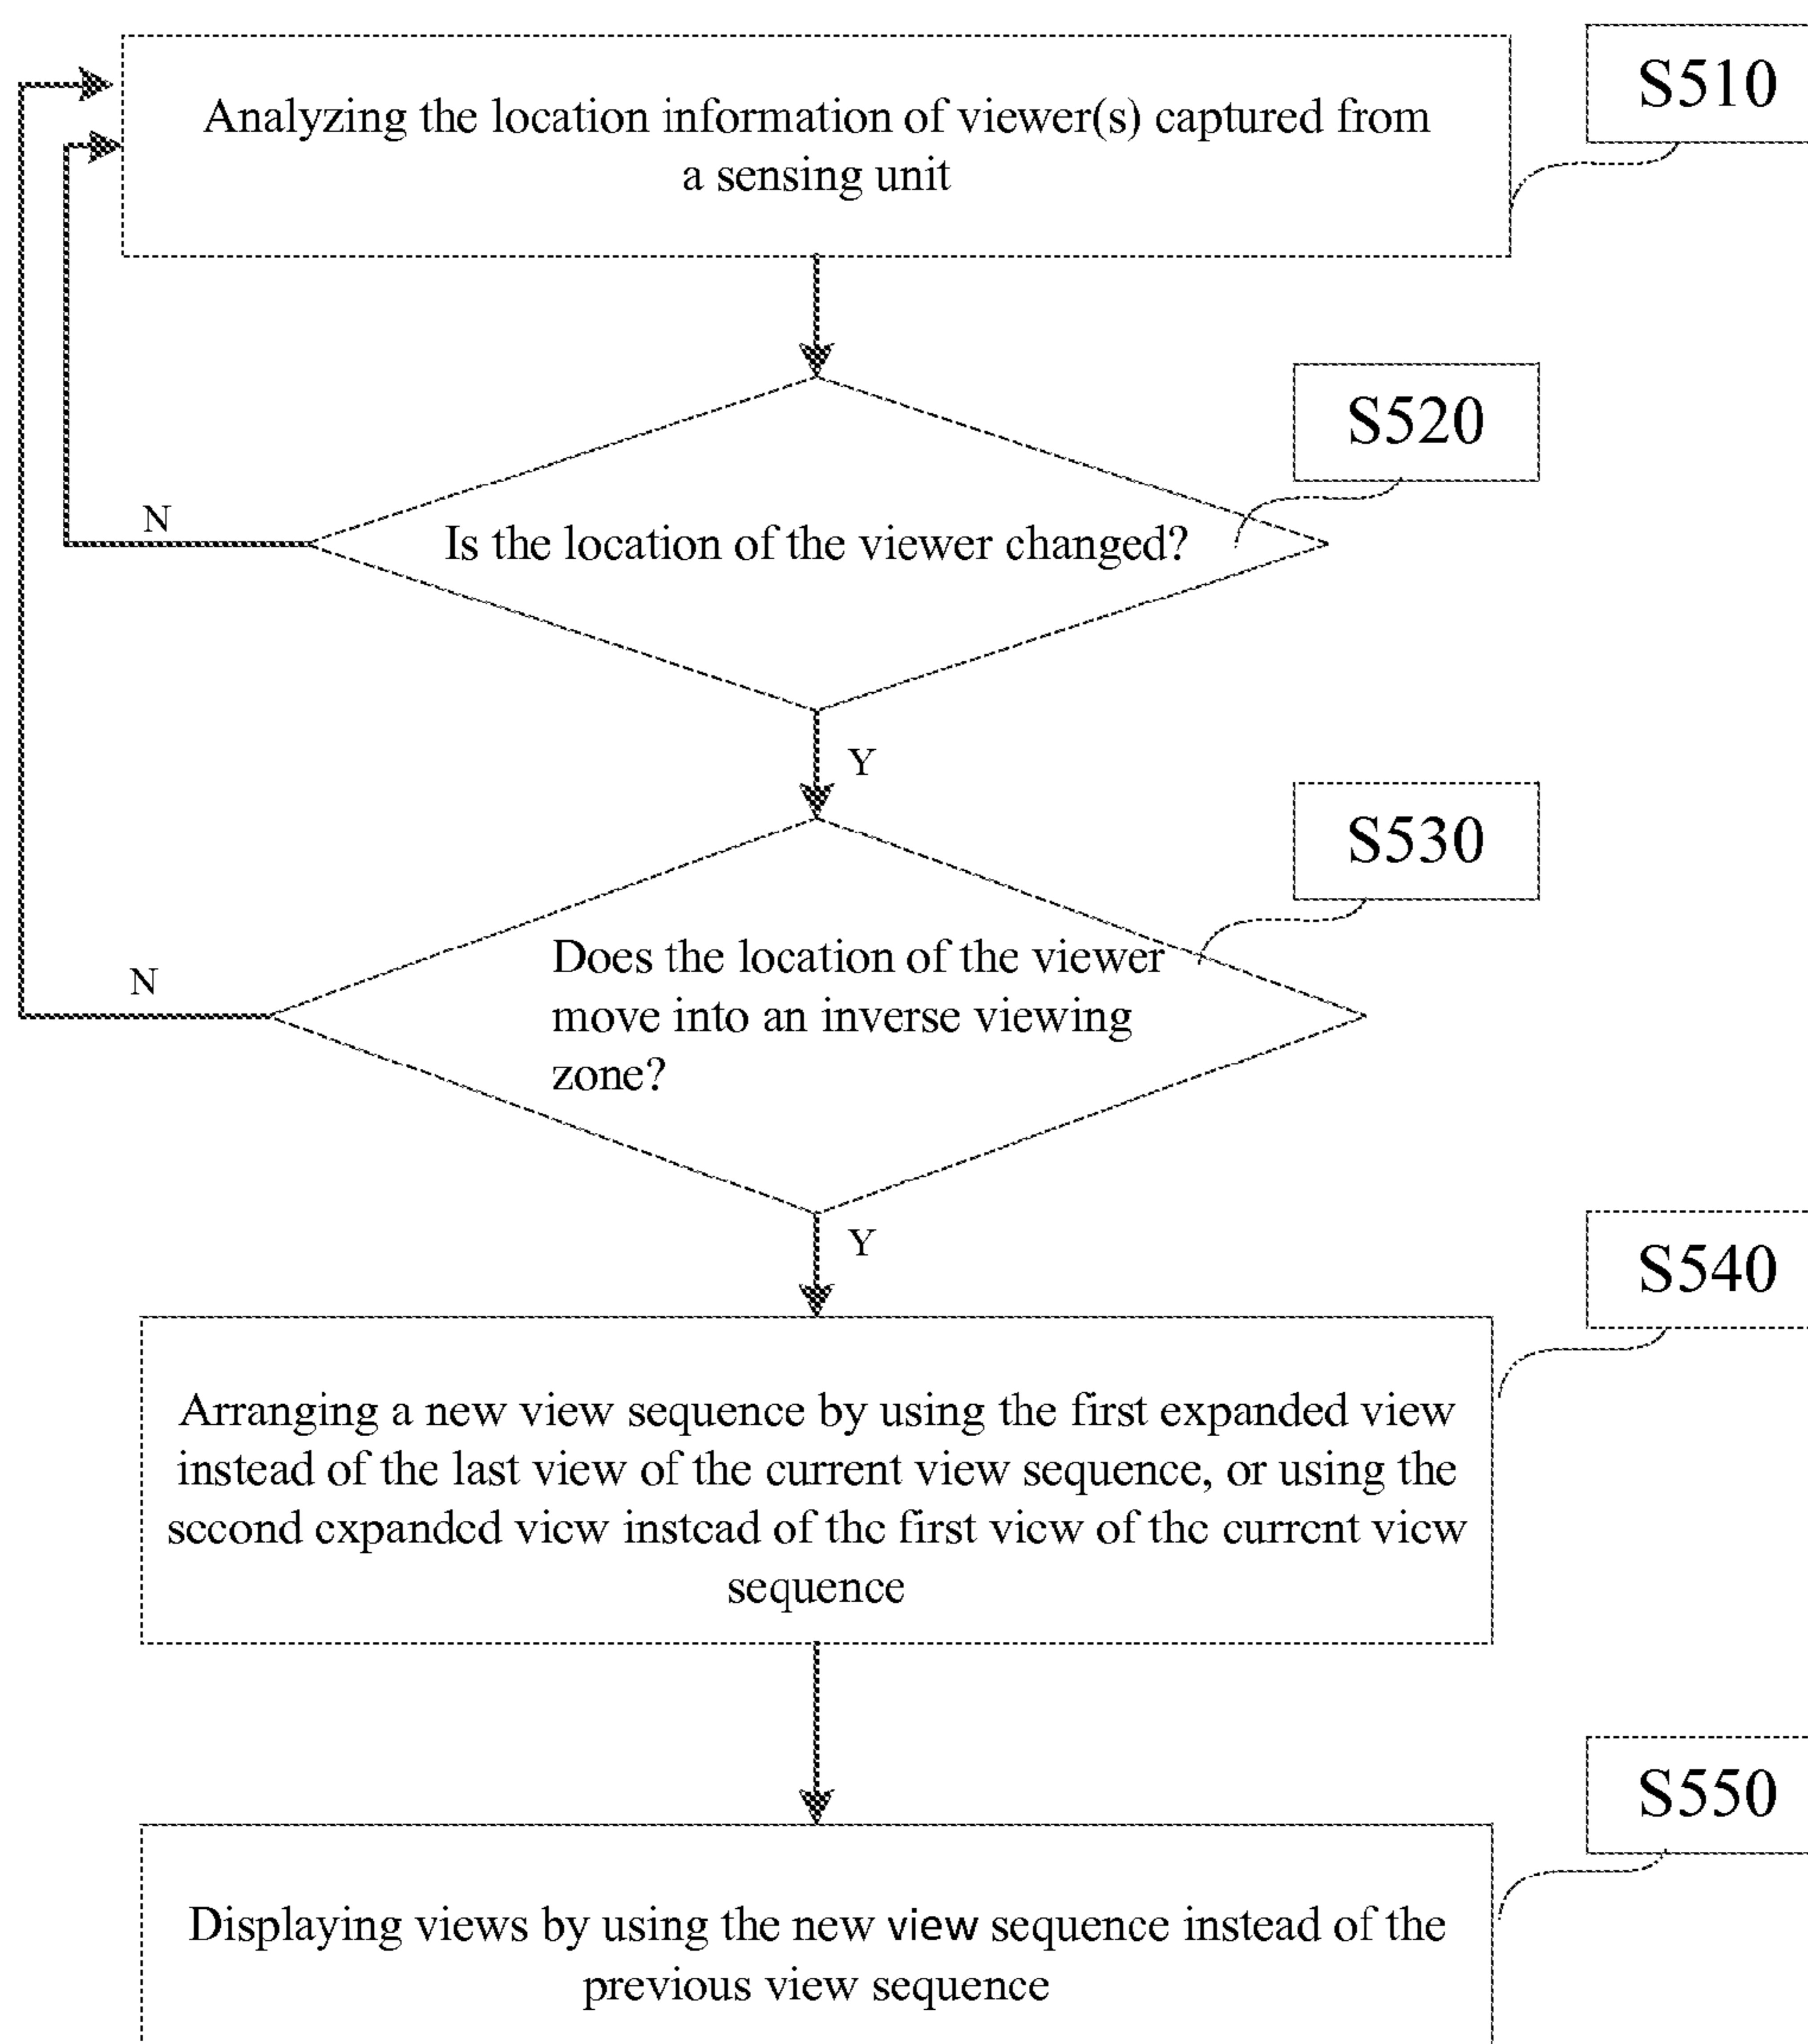 S510
Analyzing the location information of viewer(s) captured from
a sensing unit
S520
N
Is the location of the viewer changed?
Y
S530
N
Does the location of the viewer
move into an inverse viewing
zone?
Y
S540
Arranging a new view sequence by using the first expanded view
instead of the last view of the current view sequence, or using the
second expanded view instead of the first view of the current view
sequence
S550
Displaying views by using the new view sequence instead of the
previous view sequence